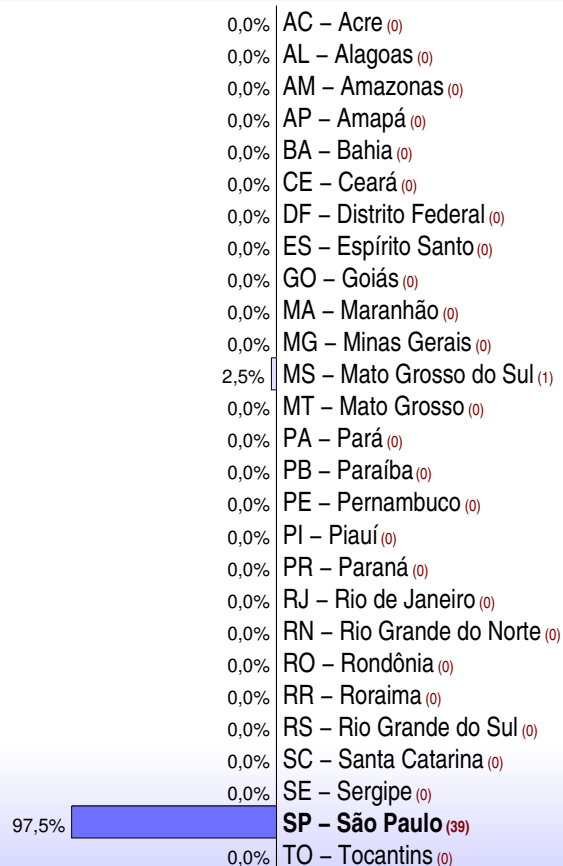 0,0% AC – Acre (0)
0,0% AL – Alagoas (0)
0,0% AM – Amazonas (0)
0,0% AP – Amapá (0)
0,0% BA – Bahia (0)
0,0% CE – Ceará (0)
0,0% DF – Distrito Federal (0)
0,0% ES – Espírito Santo (0)
0,0% GO – Goiás (0)
0,0% MA – Maranhão (0)
0,0% MG – Minas Gerais (0)
2,5% MS – Mato Grosso do Sul (1)
0,0% MT – Mato Grosso (0)
0,0% PA – Pará (0)
0,0% PB – Paraíba (0)
0,0% PE – Pernambuco (0)
0,0% PI – Piauí (0)
0,0% PR – Paraná (0)
0,0% RJ – Rio de Janeiro (0)
0,0% RN – Rio Grande do Norte (0)
0,0% RO – Rondônia (0)
0,0% RR – Roraima (0)
0,0% RS – Rio Grande do Sul (0)
0,0% SC – Santa Catarina (0)
0,0% SE – Sergipe (0)
97,5% SP – São Paulo (39)
0,0% TO – Tocantins (0)